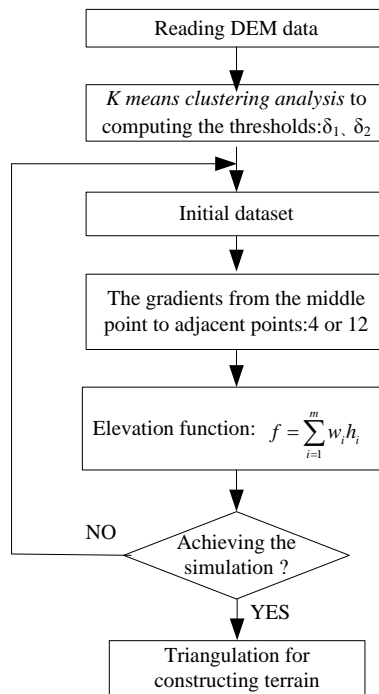 Reading DEM data
K means clustering analysis to
computing the thresholds:δ₁、δ₂
Initial dataset
The gradients from the middle
point to adjacent points:4 or 12
Elevation function: f = \sum_{i=1}^{m} w_i h_i
Achieving the
simulation ?
NO
YES
Triangulation for
constructing terrain